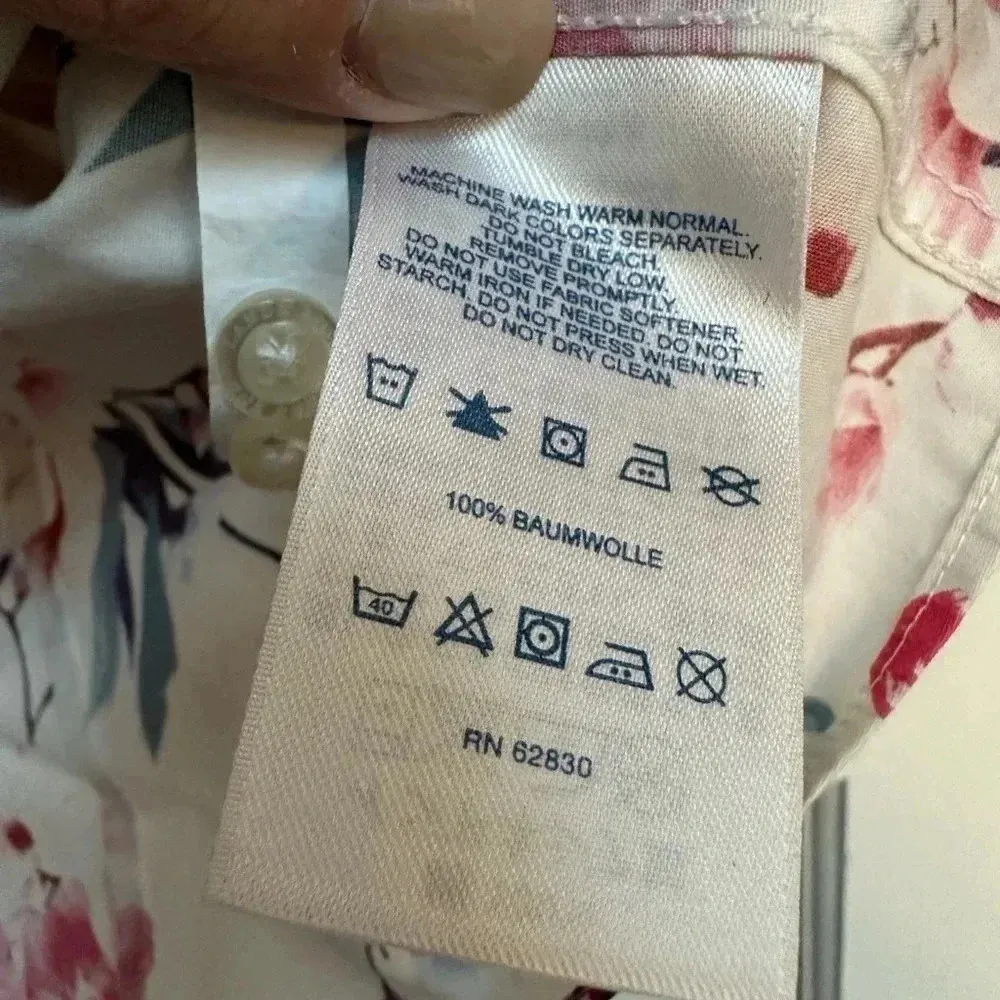 MACHINE WASH WARM NORMAL.
WASH DARK COLORS SEPARATELY.
DO NOT BLEACH.
TUMBLE DRY LOW.
REMOVE PROMPTLY.
DO NOT USE FABRIC SOFTENER.
WARM IRON IF NEEDED. DO NOT
STARCH, DO NOT PRESS WHEN WET.
DO NOT DRY CLEAN.
100% BAUMWOLLE
40
RN 62830